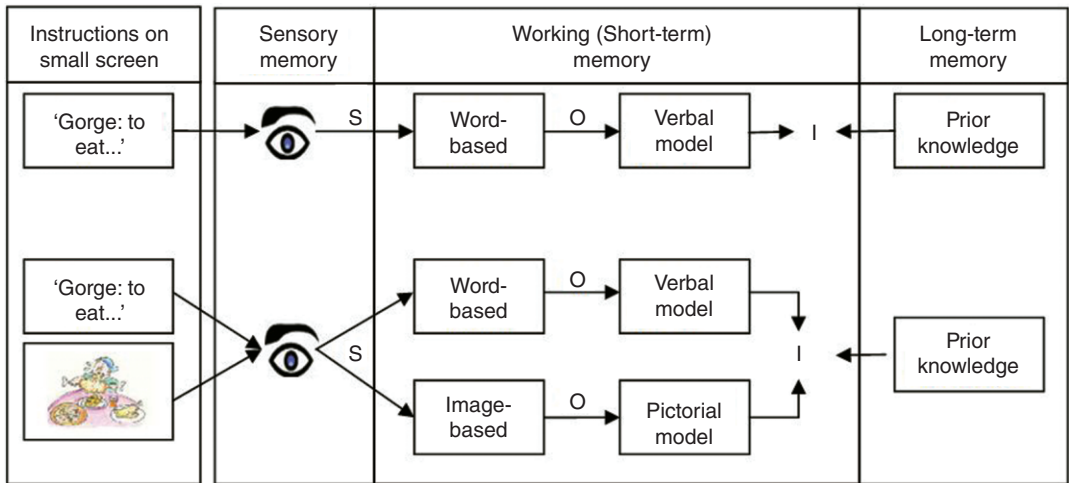 Instructions on
small screen
Sensory
memory
Working (Short-term)
memory
Long-term
memory
‘Gorge: to
eat...’
S
Word-
based
O
Verbal
model
I
Prior
knowledge
‘Gorge: to
eat...’
S
Word-
based
O
Verbal
model
I
Prior
knowledge
Image-
based
O
Pictorial
model